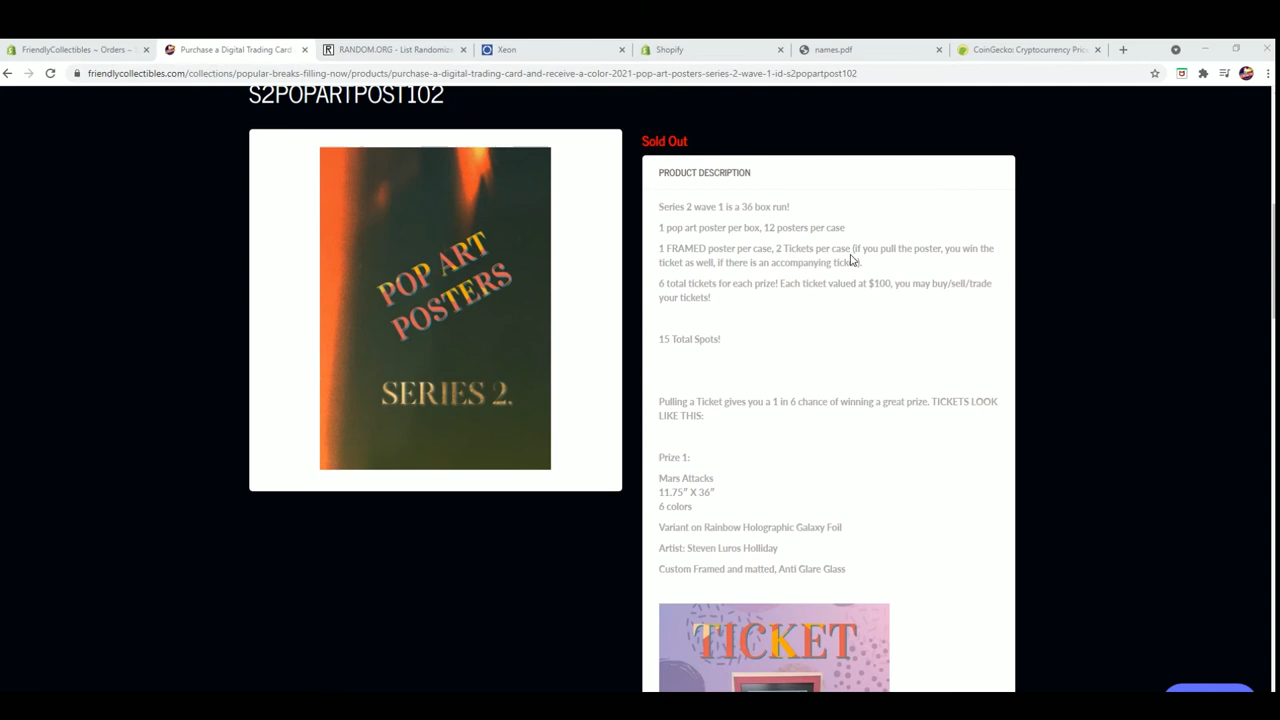 FriendlyCollectibles ~ Orders ~
Purchase a Digital Trading Card
RANDOM.ORG - List Randomize
Xeon
Shopify
names.pdf
CoinGecko: Cryptocurrency Pric
friendlycollectibles.com/collections/popular-breaks-filling-now/products/purchase-a-digital-trading-card-and-receive-a-color-2021-pop-art-posters-series-2-wave-1-id-s2popartpost102
S2POPARTPOST102
POP ART
POSTERS
SERIES 2.
Sold Out
PRODUCT DESCRIPTION
Series 2 wave 1 is a 36 box run!
1 pop art poster per box, 12 posters per case
1 FRAMED poster per case, 2 Tickets per case (if you pull the poster, you win the
ticket as well, if there is an accompanying ticket).
6 total tickets for each prize! Each ticket valued at $100, you may buy/sell/trade
your tickets!
15 Total Spots!
Pulling a Ticket gives you a 1 in 6 chance of winning a great prize. TICKETS LOOK
LIKE THIS:
Prize 1:
Mars Attacks
11.75" X 36"
6 colors
Variant on Rainbow Holographic Galaxy Foil
Artist: Steven Luros Holliday
Custom Framed and matted, Anti Glare Glass
TICKET